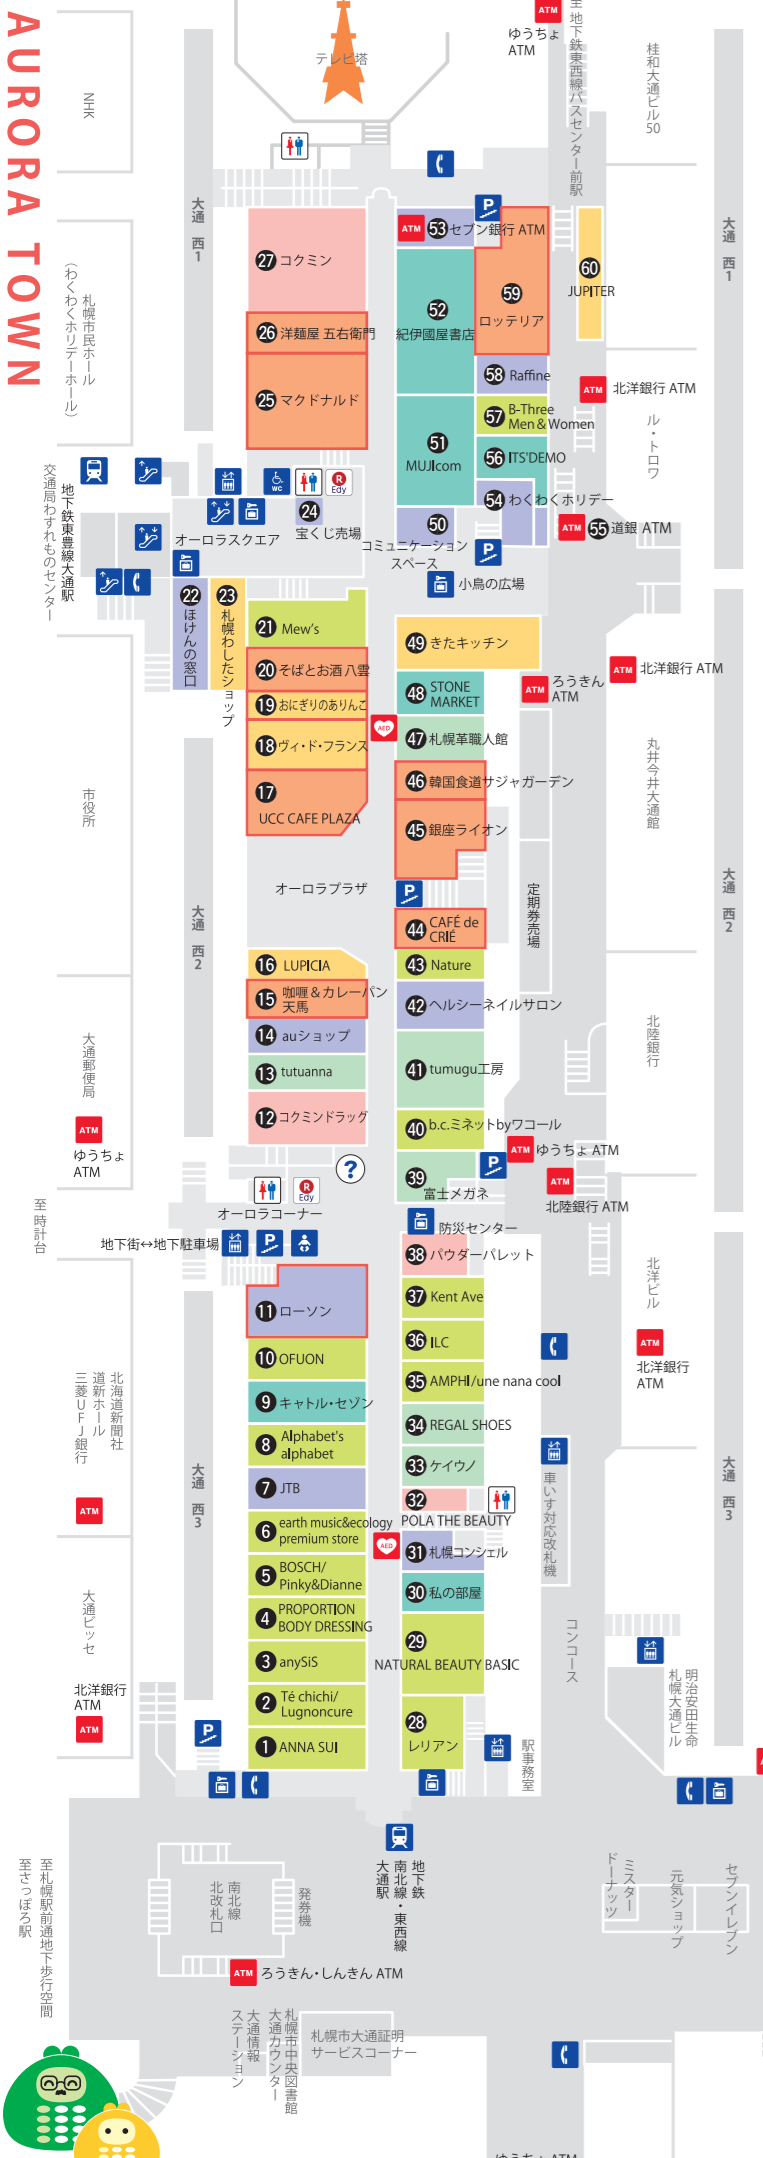 AURORA TOWN
テレビ塔
ATM
ゆうちょ
ATM
至 地下鉄東西線バスセンター前駅
桂和大通ビル50
NHK
大通 西1
大通 西1
札幌市民ホール
(わくわくホリデーホール)
27 コクミン
26 洋麺屋 五右衛門
25 マクドナルド
P
ATM 53 セブン銀行 ATM
52
紀伊國屋書店
59
ロッテリア
60
JUPITER
58 Raffine
ATM 北洋銀行 ATM
57 B-Three
Men & Women
ル・トロワ
51
MUJIcom
56 ITS'DEMO
54 わくわくホリデー
50
コミュニケーション
スペース
ATM 55 道銀 ATM
P
小鳥の広場
WC
R
Edy
24
宝くじ売場
オーロラスクエア
地下鉄東豊線大通駅
交通局わすれものセンター
22 ほけんの窓口
23 札幌わしたショップ
21 Mew's
20 そばとお酒 八雲
19 おにぎりのありんこ
18 ヴィ・ド・フランス
17
UCC CAFE PLAZA
AED
49 きたキッチン
48 STONE
MARKET
47 札幌革職人館
46 韓国食道サジャガーデン
45 銀座ライオン
ATM ろうきん
ATM
ATM 北洋銀行 ATM
丸井今井大通館
市役所
大通 西2
大通 西2
オーロラプラザ
P
定期券売場
44 CAFÉ de
CRIÉ
43 Nature
42 ヘルシーネイルサロン
41 tumugu工房
40 b.c.ミネットbyワコール
39
富士メガネ
16 LUPICIA
15 咖喱&カレーパン
天馬
14 auショップ
13 tutuanna
12 コクミンドラッグ
北陸銀行
大通郵便局
ATM
ゆうちょ
ATM
P
ATM ゆうちょ ATM
ATM
北陸銀行 ATM
?
R
Edy
オーロラコーナー
至 時計台
地下街↔地下駐車場
P
防災センター
38 パウダーパレット
37 Kent Ave
36 ILC
35 AMPHI/une nana cool
34 REGAL SHOES
33 ケイウノ
32
POLA THE BEAUTY
31 札幌コンシェル
30 私の部屋
29
NATURAL BEAUTY BASIC
28
レリアン
11 ローソン
10 OFUON
9 キャトル・セゾン
8 Alphabet's
alphabet
7 JTB
6 earth music&ecology
premium store
5 BOSCH/
Pinky&Dianne
4 PROPORTION
BODY DRESSING
3 anySiS
2 Té chichi/
Lugnoncure
1 ANNA SUI
AED
北洋ビル
ATM
北洋銀行
ATM
北海道新聞社
道新ホール
三菱UFJ銀行
ATM
大通 西3
大通 西3
車いす対応改札機
コンコース
大通ビッセ
北洋銀行
ATM
ATM
P
明治安田生命
札幌大通ビル
駅事務室
地下鉄
南北線・東西線
大通駅
南北線
北改札口
発券機
至札幌駅前通地下歩行空間
至さっぽろ駅
ミスタードーナッツ
元気ショップ
セブンイレブン
ATM ろうきん・しんきん ATM
札幌市中央図書館
大通カウンター
大通情報
ステーション
札幌市大通証明
サービスコーナー